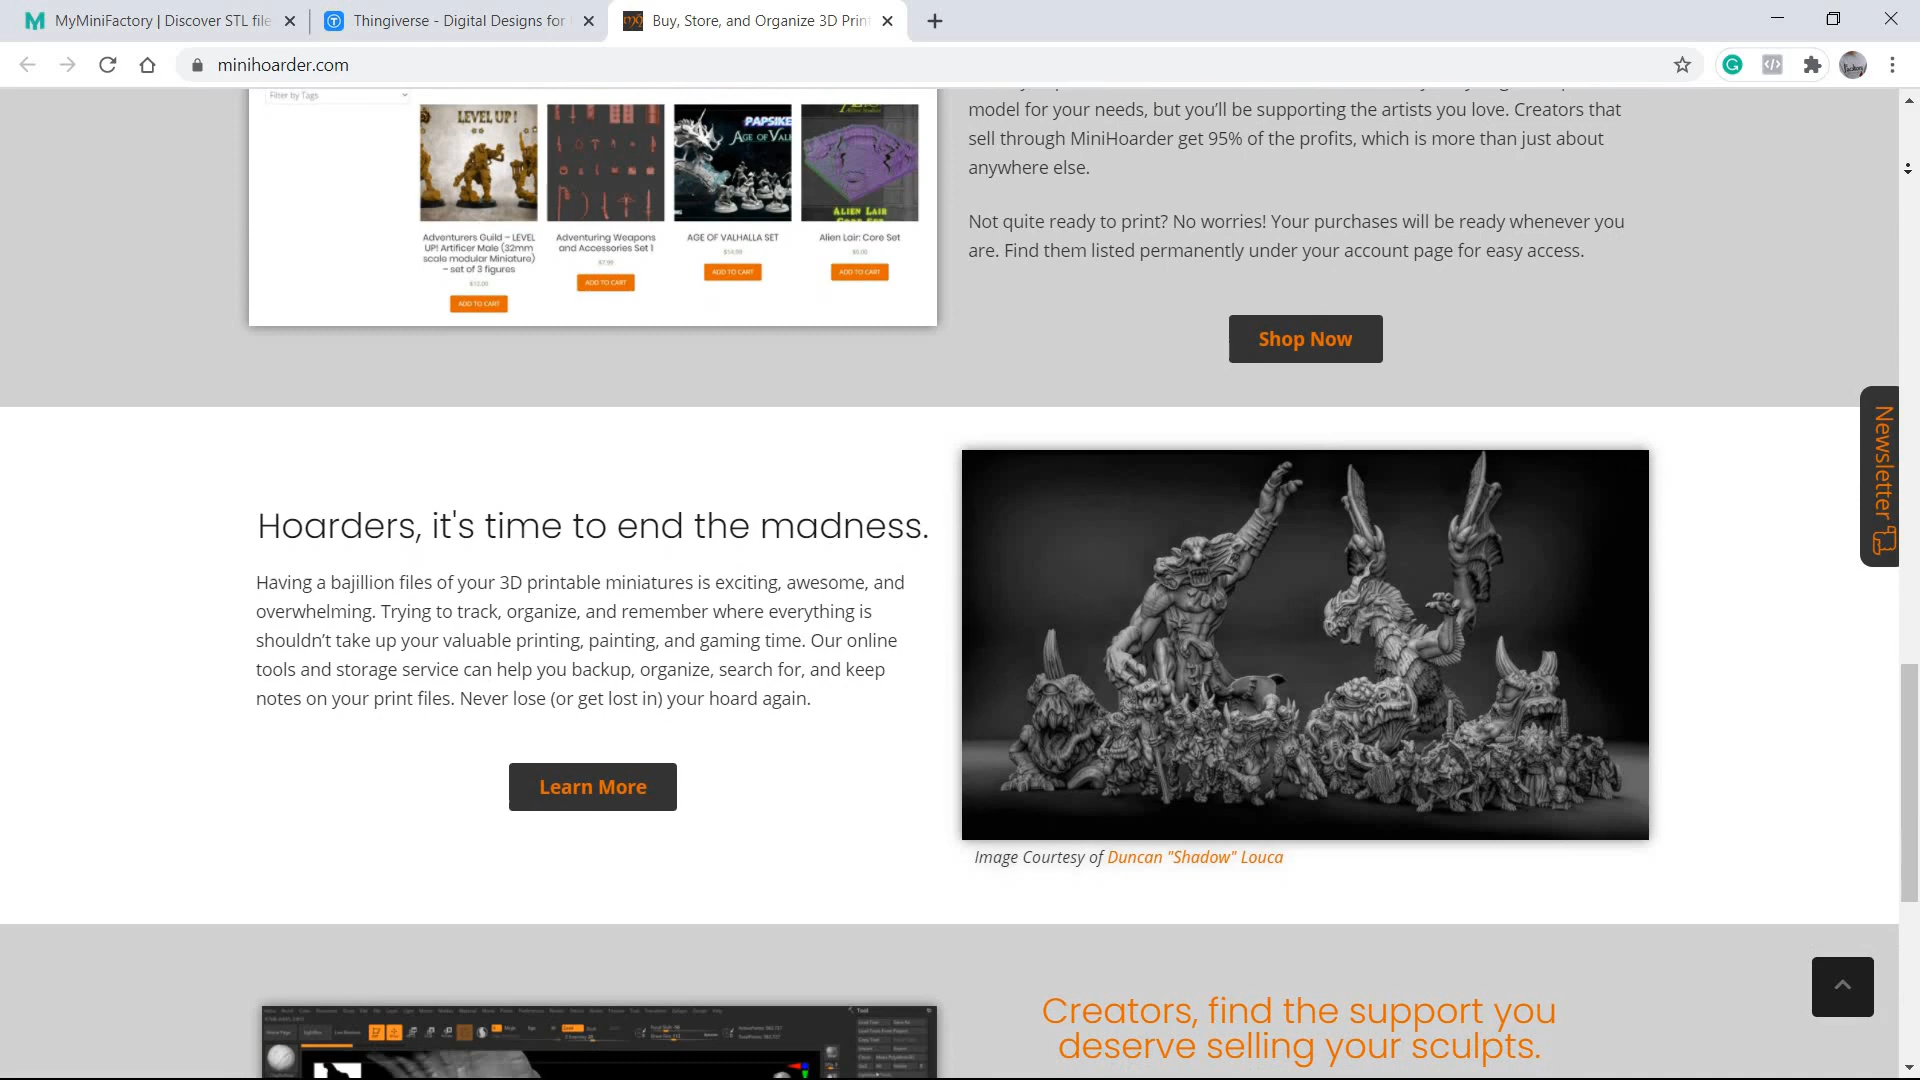 MyMiniFactory | Discover STL file
Thingiverse - Digital Designs for
Buy, Store, and Organize 3D Prin
minihoarder.com
Filter by Tags
LEVEL UP!
PAPSIKE
AGE OF VAL
ALIEN LAIR
CORE SET
Adventurers Guild – LEVEL
UP! Artificer Male (32mm
scale modular Miniature)
– set of 3 figures
$12.00
ADD TO CART
Adventuring Weapons
and Accessories Set 1
$7.99
ADD TO CART
AGE OF VALHALLA SET
$14.99
ADD TO CART
Alien Lair: Core Set
ADD TO CART
model for your needs, but you’ll be supporting the artists you love. Creators that
sell through MiniHoarder get 95% of the profits, which is more than just about
anywhere else.
Not quite ready to print? No worries! Your purchases will be ready whenever you
are. Find them listed permanently under your account page for easy access.
Shop Now
Newsletter
Hoarders, it's time to end the madness.
Having a bajillion files of your 3D printable miniatures is exciting, awesome, and
overwhelming. Trying to track, organize, and remember where everything is
shouldn’t take up your valuable printing, painting, and gaming time. Our online
tools and storage service can help you backup, organize, search for, and keep
notes on your print files. Never lose (or get lost in) your hoard again.
Learn More
Image Courtesy of Duncan "Shadow" Louca
Creators, find the support you
deserve selling your sculpts.